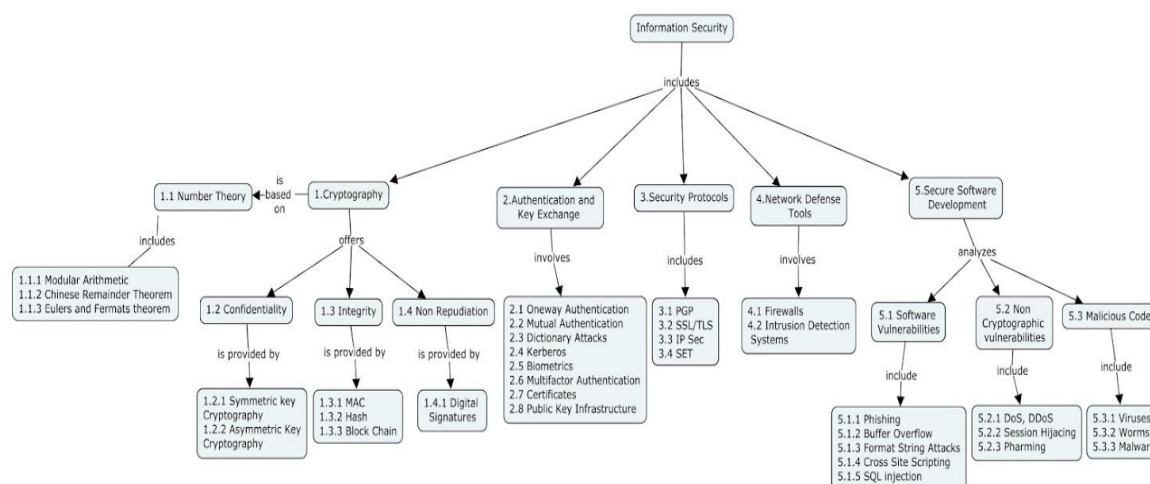 Information Security
includes
is
based
on
1.1 Number Theory
1.Cryptography
2.Authentication and
Key Exchange
3.Security Protocols
4.Network Defense
Tools
5.Secure Software
Development
includes
offers
involves
includes
involves
analyzes
1.1.1 Modular Arithmetic
1.1.2 Chinese Remainder Theorem
1.1.3 Eulers and Fermats theorem
1.2 Confidentiality
1.3 Integrity
1.4 Non Repudiation
2.1 Oneway Authentication
2.2 Mutual Authentication
2.3 Dictionary Attacks
2.4 Kerberos
2.5 Biometrics
2.6 Multifactor Authentication
2.7 Certificates
2.8 Public Key Infrastructure
3.1 PGP
3.2 SSL/TLS
3.3 IP Sec
3.4 SET
4.1 Firewalls
4.2 Intrusion Detection
Systems
5.1 Software
Vulnerabilities
5.2 Non
Cryptographic
vulnerabilities
5.3 Malicious Code
is provided by
is provided by
is provided by
include
include
include
1.2.1 Symmetric key
Cryptography
1.2.2 Asymmetric Key
Cryptography
1.3.1 MAC
1.3.2 Hash
1.3.3 Block Chain
1.4.1 Digital
Signatures
5.1.1 Phishing
5.1.2 Buffer Overflow
5.1.3 Format String Attacks
5.1.4 Cross Site Scripting
5.1.5 SQL injection
5.2.1 DoS, DDoS
5.2.2 Session Hijacing
5.2.3 Pharming
5.3.1 Viruses
5.3.2 Worms
5.3.3 Malwar